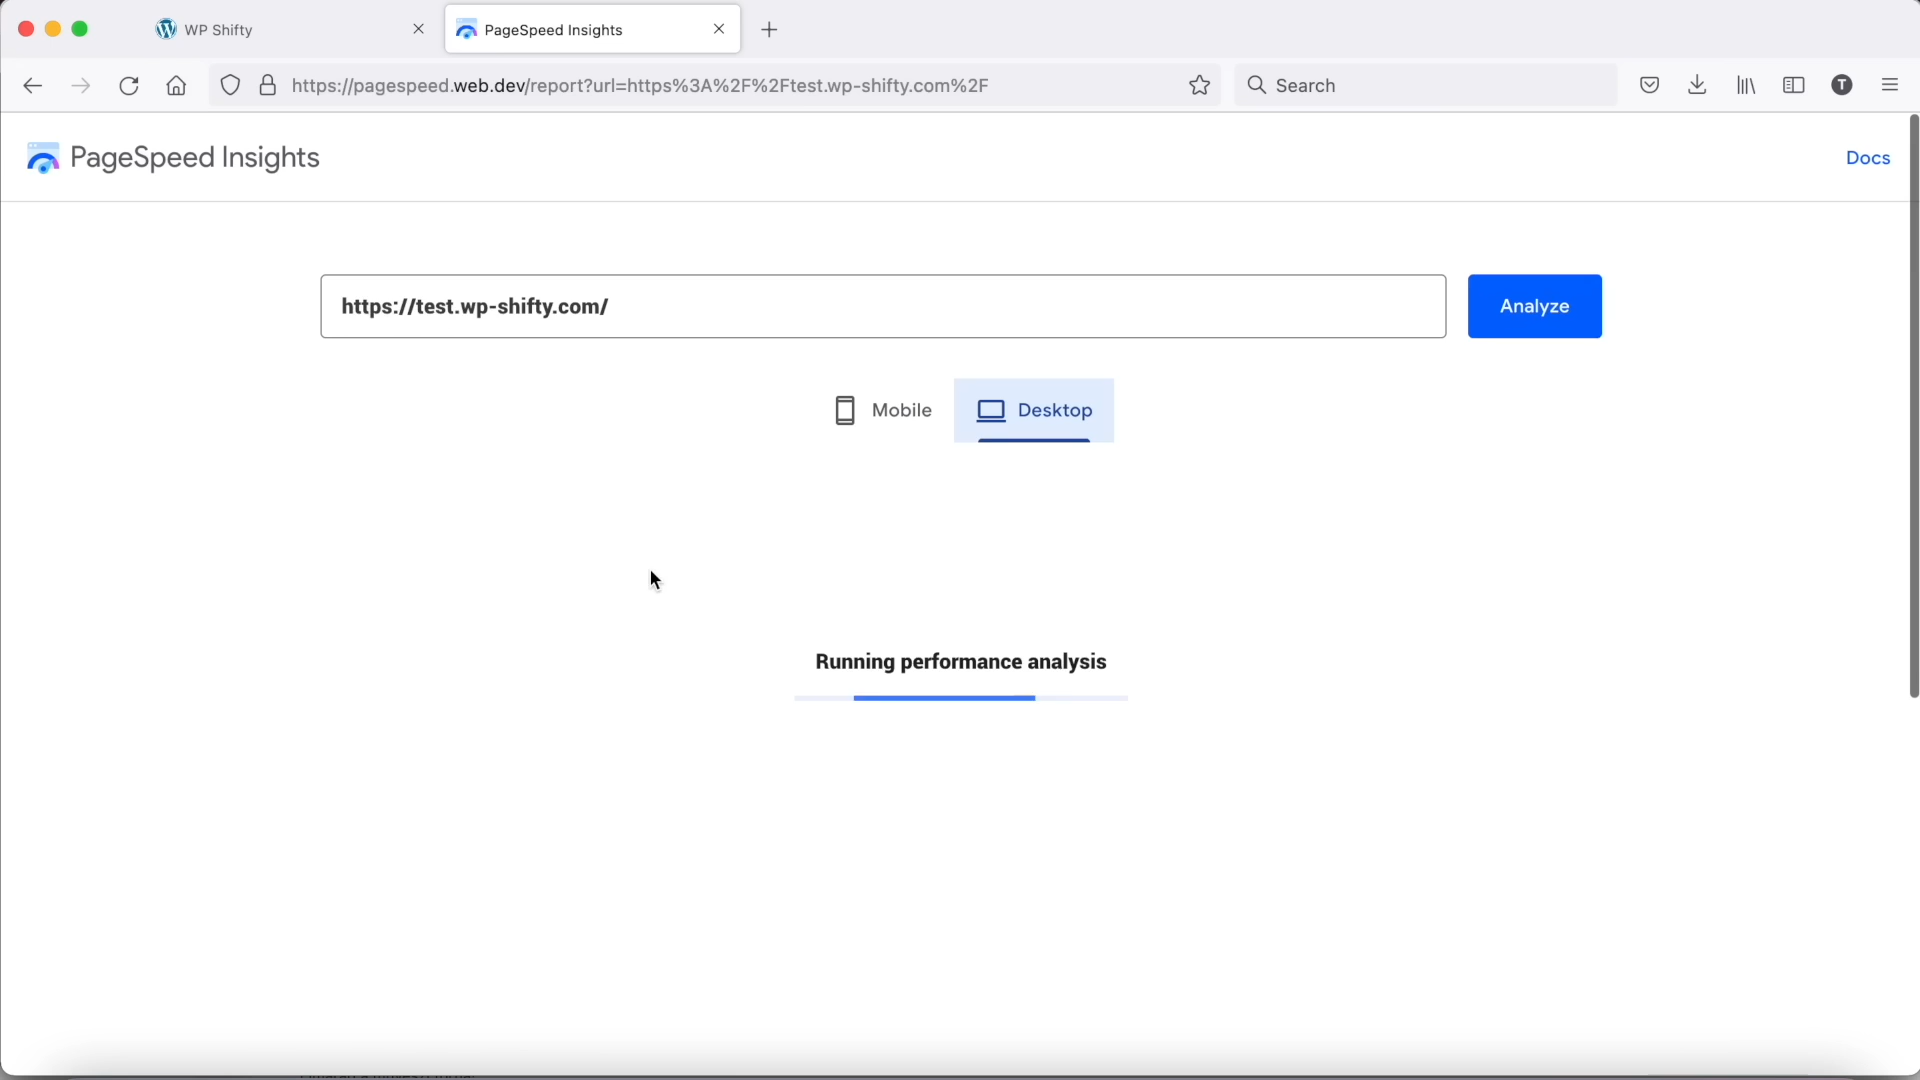 WP Shifty
PageSpeed Insights
https://pagespeed.web.dev/report?url=https%3A%2F%2Ftest.wp-shifty.com%2F
Search
T
PageSpeed Insights
Docs
https://test.wp-shifty.com/
Analyze
Mobile
Desktop
Running performance analysis